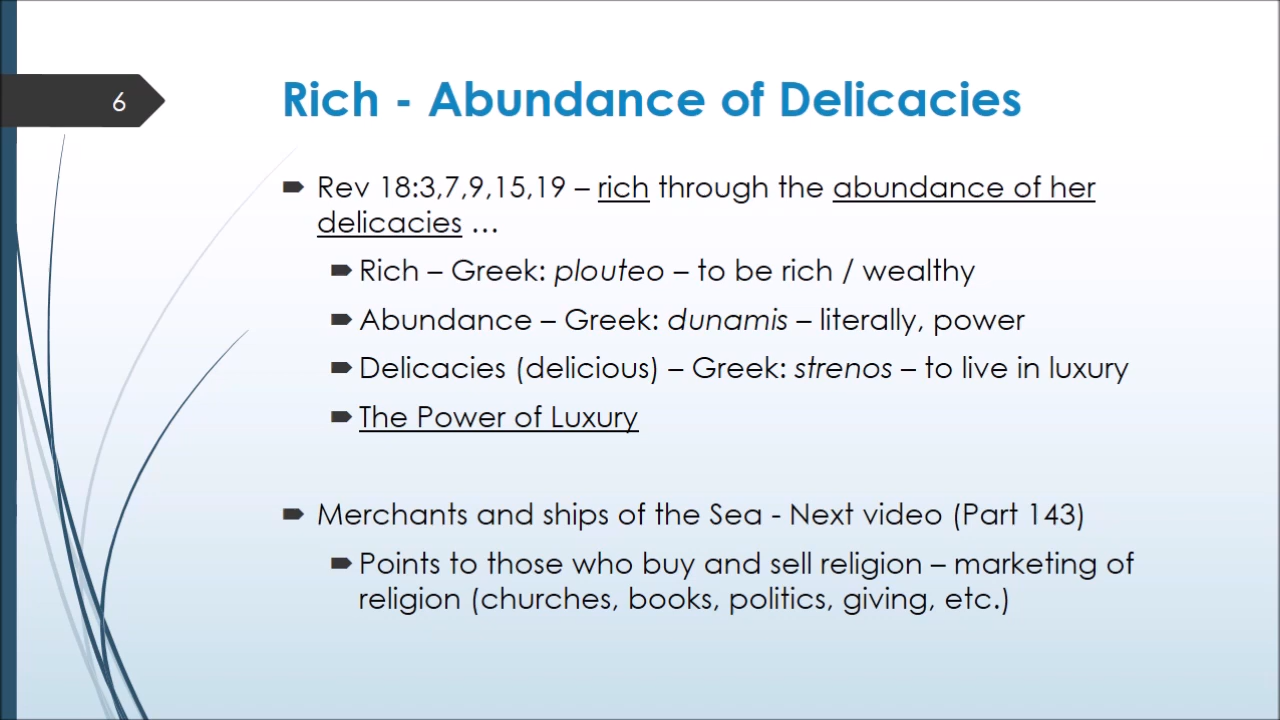 6
Rich - Abundance of Delicacies
Rev 18:3,7,9,15,19 – rich through the abundance of her
delicacies …
Rich – Greek: plouteo – to be rich / wealthy
Abundance – Greek: dunamis – literally, power
Delicacies (delicious) – Greek: strenos – to live in luxury
The Power of Luxury
Merchants and ships of the Sea - Next video (Part 143)
Points to those who buy and sell religion – marketing of
religion (churches, books, politics, giving, etc.)